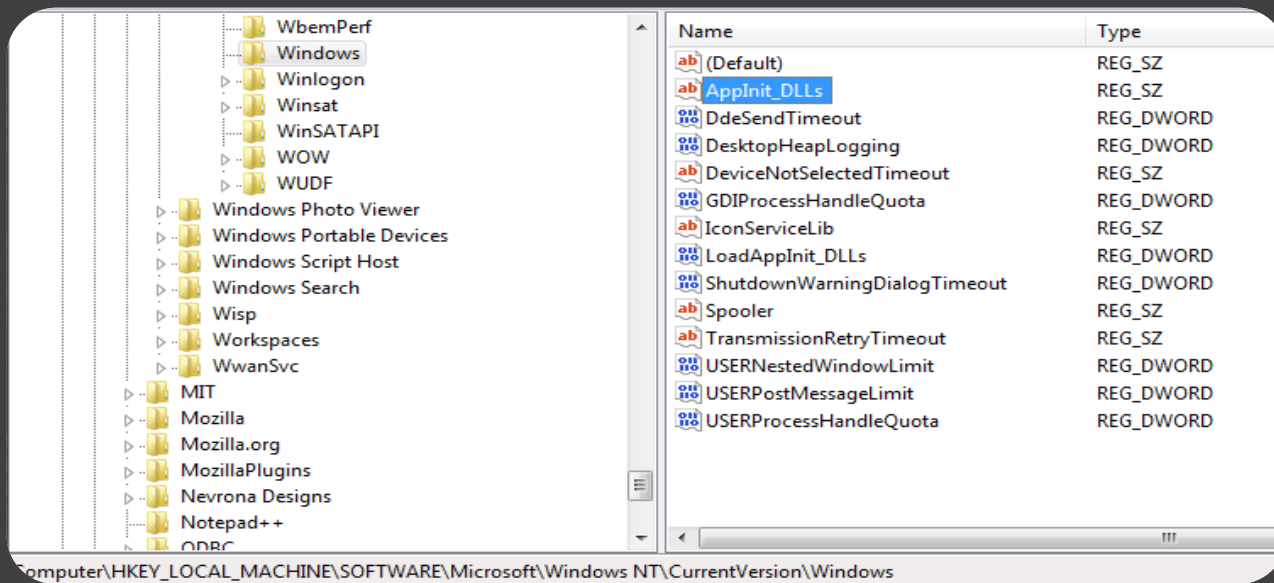 WbemPerf
Windows
Winlogon
Winsat
WinSATAPI
WOW
WUDF
Windows Photo Viewer
Windows Portable Devices
Windows Script Host
Windows Search
Wisp
Workspaces
WwanSvc
MIT
Mozilla
Mozilla.org
MozillaPlugins
Nevrona Designs
Notepad++
ODBC
Name Type
(Default) REG_SZ
AppInit_DLLs REG_SZ
DdeSendTimeout REG_DWORD
DesktopHeapLogging REG_DWORD
DeviceNotSelectedTimeout REG_SZ
GDIProcessHandleQuota REG_DWORD
IconServiceLib REG_SZ
LoadAppInit_DLLs REG_DWORD
ShutdownWarningDialogTimeout REG_DWORD
Spooler REG_SZ
TransmissionRetryTimeout REG_SZ
USERNestedWindowLimit REG_DWORD
USERPostMessageLimit REG_DWORD
USERProcessHandleQuota REG_DWORD
Computer\HKEY_LOCAL_MACHINE\SOFTWARE\Microsoft\Windows NT\CurrentVersion\Windows